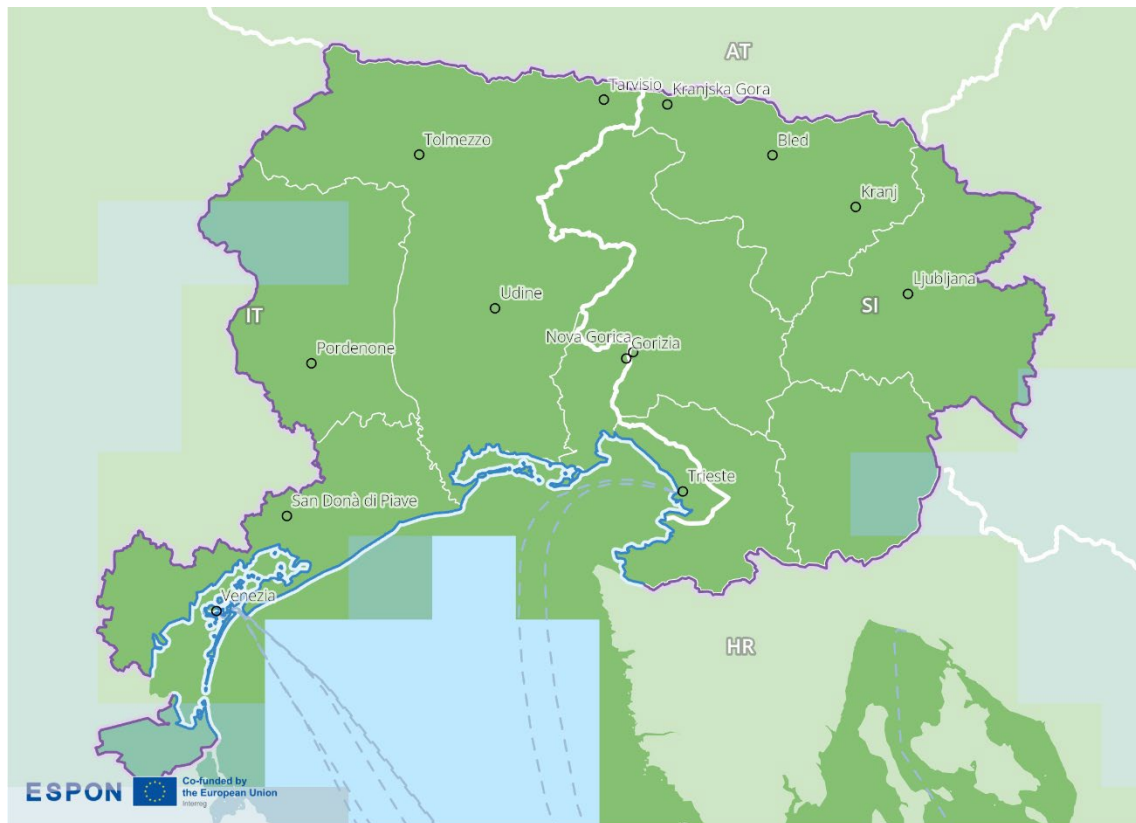 AT
Tarvisio
Kranjska Gora
Tolmezzo
Bled
Kranj
Udine
Ljubljana
SI
IT
Nova Gorica
Gorizia
Pordenone
Trieste
San Donà di Piave
Venezia
HR
ESPON
Co-funded by
the European Union
Interreg